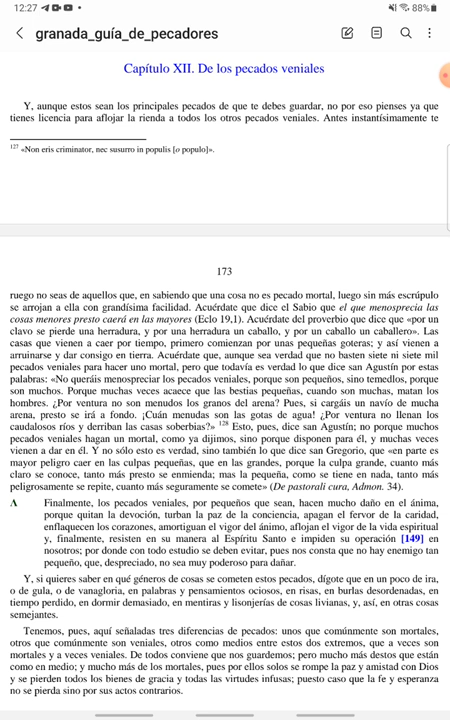 12:27
88%
granada_guía_de_pecadores
Capítulo XII. De los pecados veniales
Y, aunque estos sean los principales pecados de que te debes guardar, no por eso pienses ya que
tienes licencia para aflojar la rienda a todos los otros pecados veniales. Antes instantísimamente te
127 «Non eris criminator, nec susurro in populis [o populo]».
173
ruego no seas de aquellos que, en sabiendo que una cosa no es pecado mortal, luego sin más escrúpulo
se arrojan a ella con grandísima facilidad. Acuérdate que dice el Sabio que el que menosprecia las
cosas menores presto caerá en las mayores (Eclo 19,1). Acuérdate del proverbio que dice que «por un
clavo se pierde una herradura, y por una herradura un caballo, y por un caballo un caballero». Las
casas que vienen a caer por tiempo, primero comienzan por unas pequeñas goteras; y así vienen a
arruinarse y dar consigo en tierra. Acuérdate que, aunque sea verdad que no basten siete ni siete mil
pecados veniales para hacer uno mortal, pero que todavía es verdad lo que dice san Agustín por estas
palabras: «No queráis menospreciar los pecados veniales, porque son pequeños, sino temedlos, porque
son muchos. Porque muchas veces acaece que las bestias pequeñas, cuando son muchas, matan los
hombres. ¿Por ventura no son menudos los granos del arena? Pues, si cargáis un navío de mucha
arena, presto se irá a fondo. ¡Cuán menudas son las gotas de agua! ¿Por ventura no llenan los
caudalosos ríos y derriban las casas soberbias?» 128 Esto, pues, dice san Agustín; no porque muchos
pecados veniales hagan un mortal, como ya dijimos, sino porque disponen para él, y muchas veces
vienen a dar en él. Y no sólo esto es verdad, sino también lo que dice san Gregorio, que «en parte es
mayor peligro caer en las culpas pequeñas, que en las grandes, porque la culpa grande, cuanto más
claro se conoce, tanto más presto se enmienda; mas la pequeña, como se tiene en nada, tanto más
peligrosamente se repite, cuanto más seguramente se comete» (De pastorali cura, Admon. 34).
A Finalmente, los pecados veniales, por pequeños que sean, hacen mucho daño en el ánima,
porque quitan la devoción, turban la paz de la conciencia, apagan el fervor de la caridad,
enflaquecen los corazones, amortiguan el vigor del ánimo, aflojan el vigor de la vida espiritual
y, finalmente, resisten en su manera al Espíritu Santo e impiden su operación [149] en
nosotros; por donde con todo estudio se deben evitar, pues nos consta que no hay enemigo tan
pequeño, que, despreciado, no sea muy poderoso para dañar.
Y, si quieres saber en qué géneros de cosas se cometen estos pecados, dígote que en un poco de ira,
o de gula, o de vanagloria, en palabras y pensamientos ociosos, en risas, en burlas desordenadas, en
tiempo perdido, en dormir demasiado, en mentiras y lisonjerías de cosas livianas, y, así, en otras cosas
semejantes.
Tenemos, pues, aquí señaladas tres diferencias de pecados: unos que comúnmente son mortales,
otros que comúnmente son veniales, otros como medios entre estos dos extremos, que a veces son
mortales y a veces veniales. De todos conviene que nos guardemos; pero mucho más destos que están
como en medio; y mucho más de los mortales, pues por ellos solos se rompe la paz y amistad con Dios
y se pierden todos los bienes de gracia y todas las virtudes infusas; puesto caso que la fe y esperanza
no se pierda sino por sus actos contrarios.